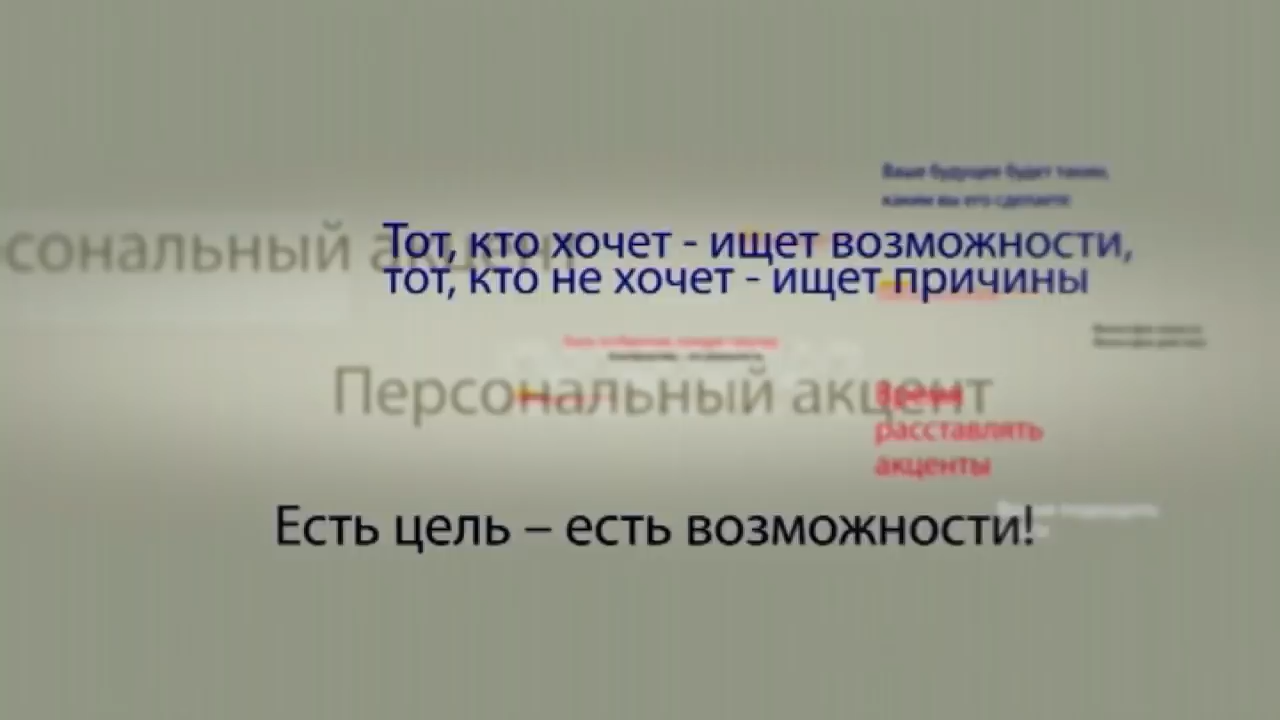 Ваше будущее будет таким,
каким вы его сделаете
сональный акцент
Тот, кто хочет - ищет возможности,
тот, кто не хочет - ищет причины
Персональный акцент
Время
расставлять
акценты
Есть цель – есть возможности!